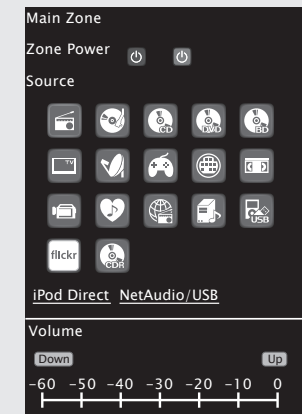 Main Zone
Zone Power
Source
CD DVD BD
TV
USB
flickr CDR
iPod Direct NetAudio/USB
Volume
Down Up
-60 -50 -40 -30 -20 -10 0